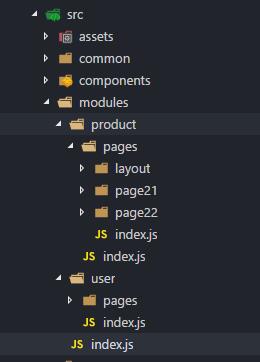 src
assets
common
components
modules
product
pages
layout
page21
page22
JS index.js
JS index.js
user
pages
JS index.js
JS index.js